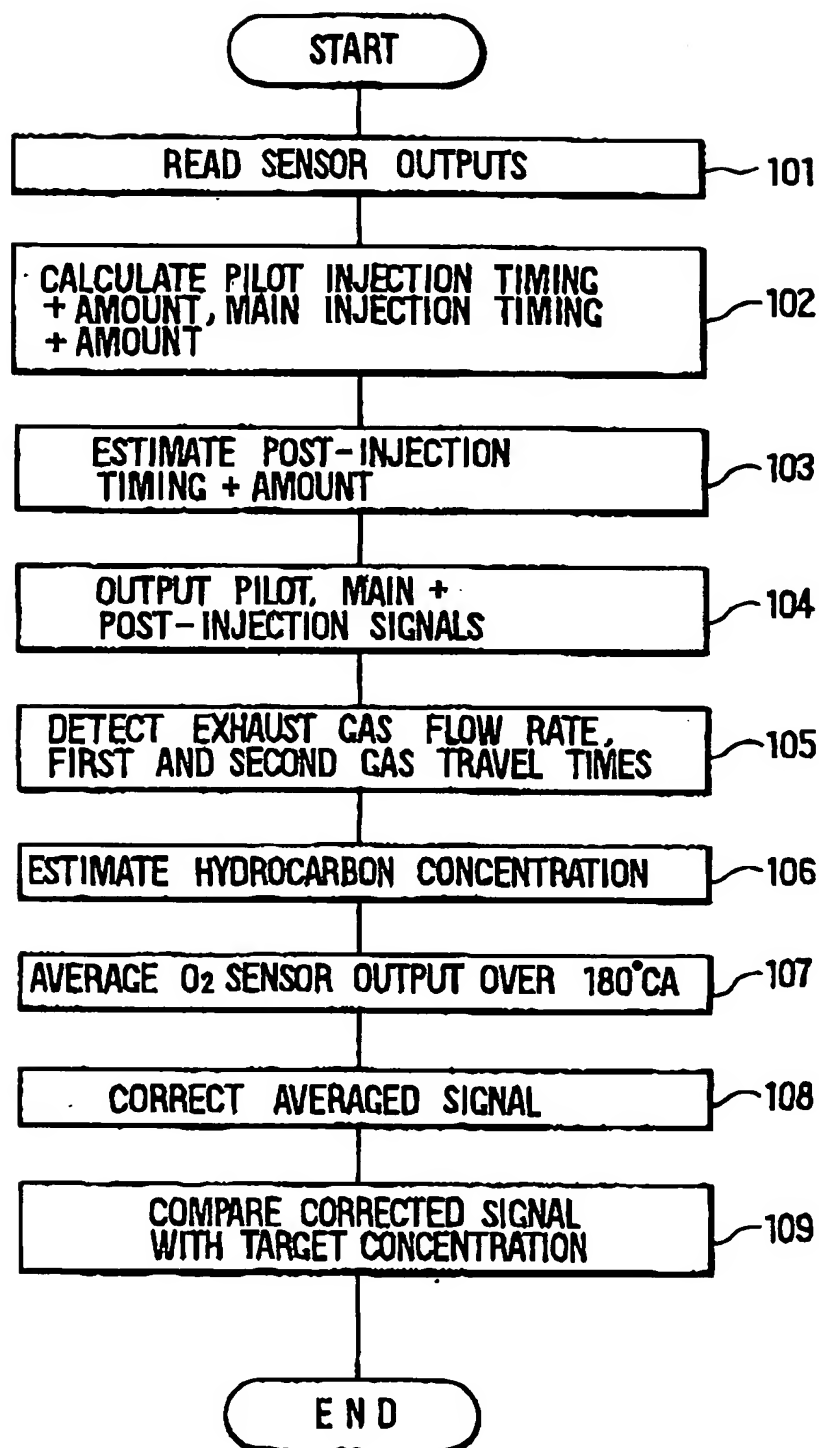 START
READ SENSOR OUTPUTS
101
CALCULATE PILOT INJECTION TIMING
+ AMOUNT, MAIN INJECTION TIMING
+ AMOUNT
102
ESTIMATE POST-INJECTION
TIMING + AMOUNT
103
OUTPUT PILOT, MAIN +
POST-INJECTION SIGNALS
104
DETECT EXHAUST GAS FLOW RATE,
FIRST AND SECOND GAS TRAVEL TIMES
105
ESTIMATE HYDROCARBON CONCENTRATION
106
AVERAGE O2 SENSOR OUTPUT OVER 180°CA
107
CORRECT AVERAGED SIGNAL
108
COMPARE CORRECTED SIGNAL
WITH TARGET CONCENTRATION
109
END